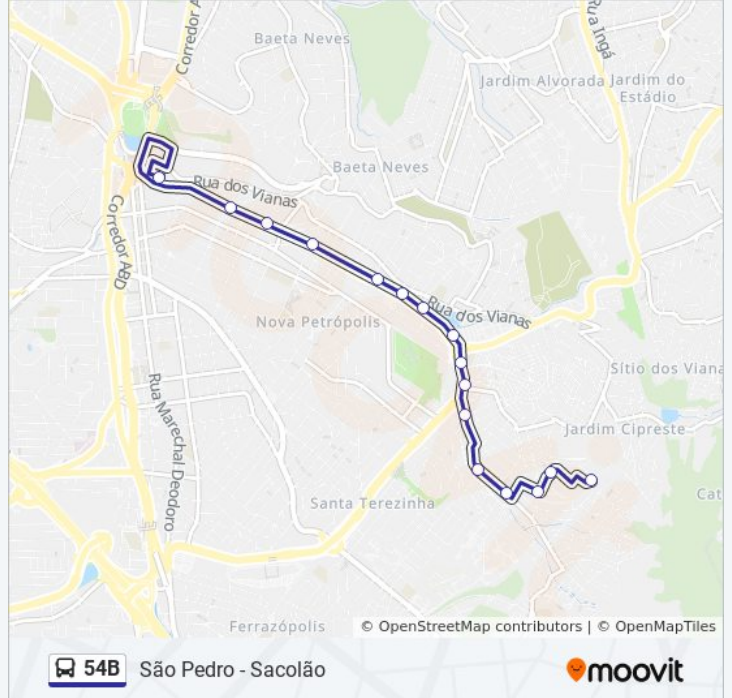 Corredor A
Rua Ingá
Baeta Neves
Jardim Alvorada
Jardim do
Estádio
Baeta Neves
Rua dos Vianas
Corredor ABD
Rua dos Vianas
Nova Petrópolis
Sítio dos Viana
Rua Marechal Deodoro
Jardim Cipreste
Santa Terezinha
Cat
Ferrazópolis
© OpenStreetMap contributors | © OpenMapTiles
54B São Pedro - Sacolão
moovit